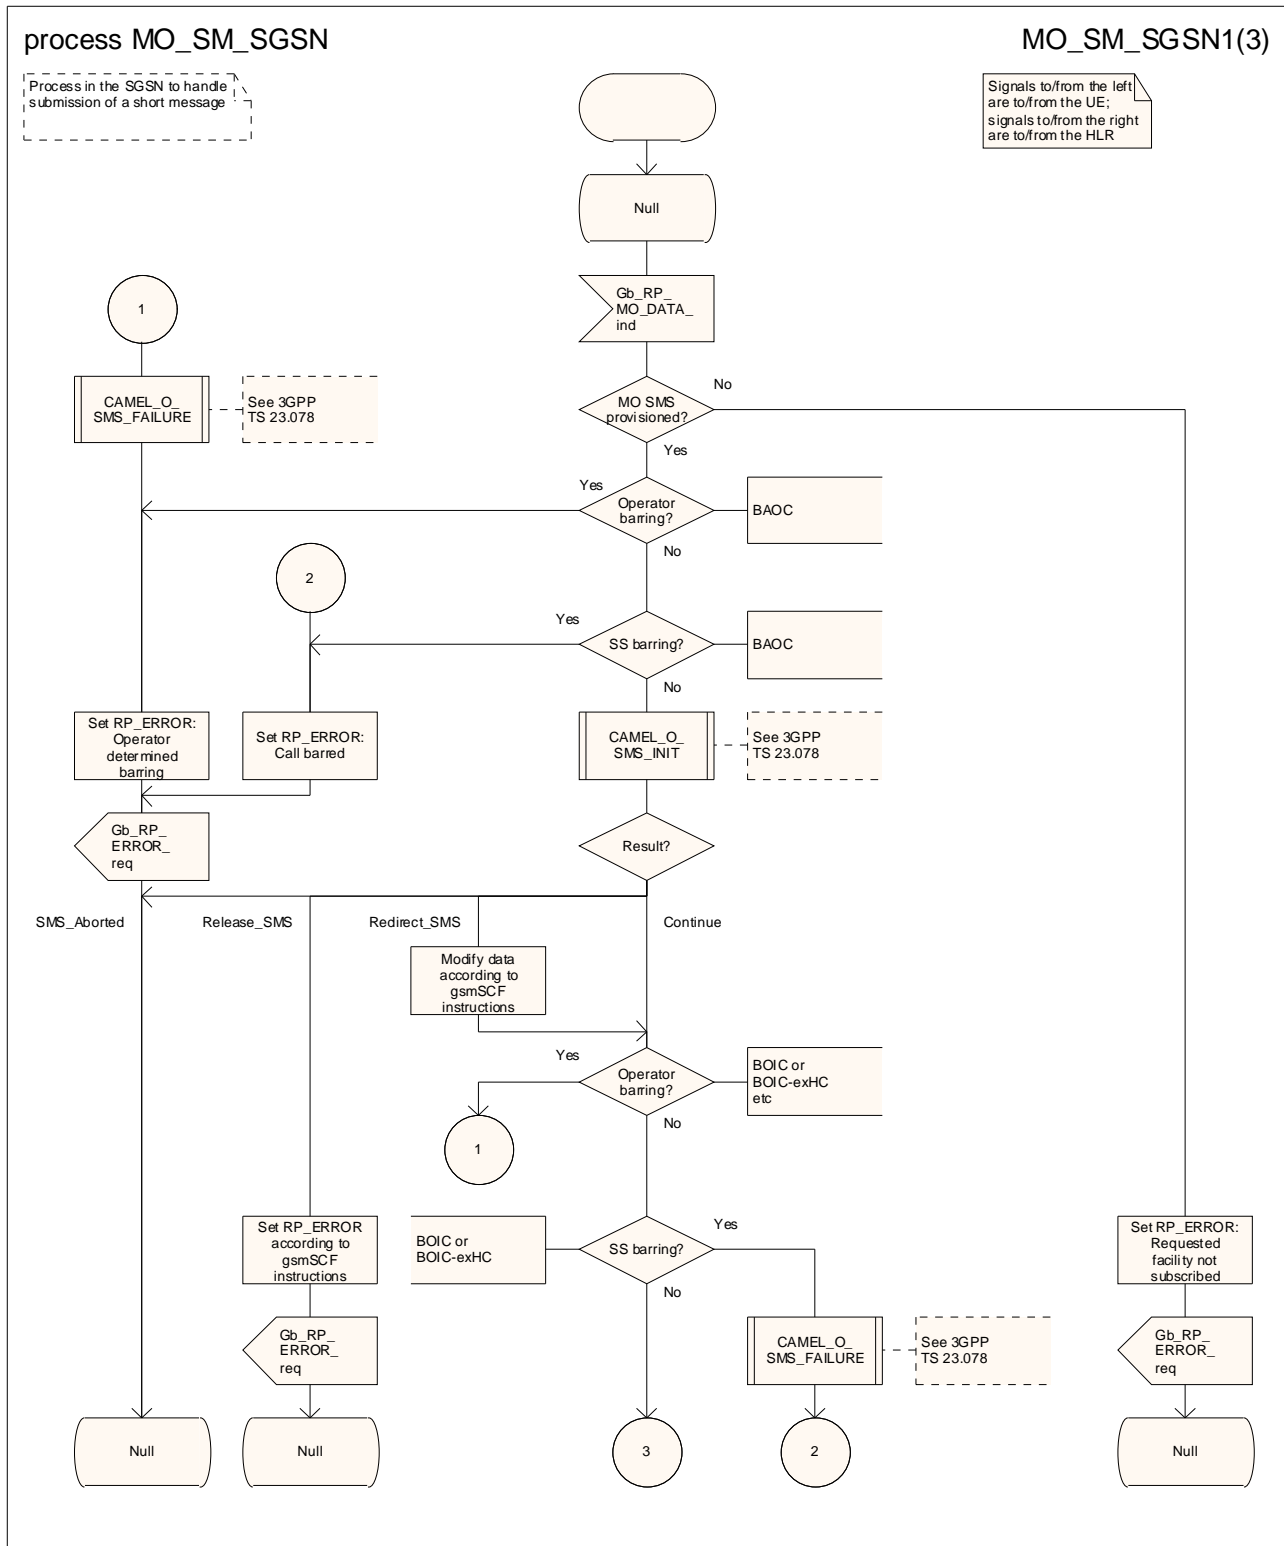 process MO_SM_SGSN
MO_SM_SGSN1(3)
Process in the SGSN to handle
submission of a short message
Signals to/from the left
are to/from the UE;
signals to/from the right
are to/from the HLR
Null
Gb_RP_
MO_DATA_
ind
1
CAMEL_O_
SMS_FAILURE
See 3GPP
TS 23.078
MO SMS
provisioned?
No
Yes
Yes
Operator
barring?
BAOC
No
2
Yes
SS barring?
BAOC
No
Set RP_ERROR:
Operator
determined
barring
Set RP_ERROR:
Call barred
CAMEL_O_
SMS_INIT
See 3GPP
TS 23.078
Gb_RP_
ERROR_
req
Result?
SMS_Aborted
Release_SMS
Redirect_SMS
Continue
Modify data
according to
gsmSCF
instructions
Yes
Operator
barring?
BOIC or
BOIC-exHC
etc
No
1
Set RP_ERROR
according to
gsmSCF
instructions
BOIC or
BOIC-exHC
SS barring?
Yes
No
Set RP_ERROR:
Requested
facility not
subscribed
Gb_RP_
ERROR_
req
CAMEL_O_
SMS_FAILURE
See 3GPP
TS 23.078
Gb_RP_
ERROR_
req
Null
Null
3
2
Null